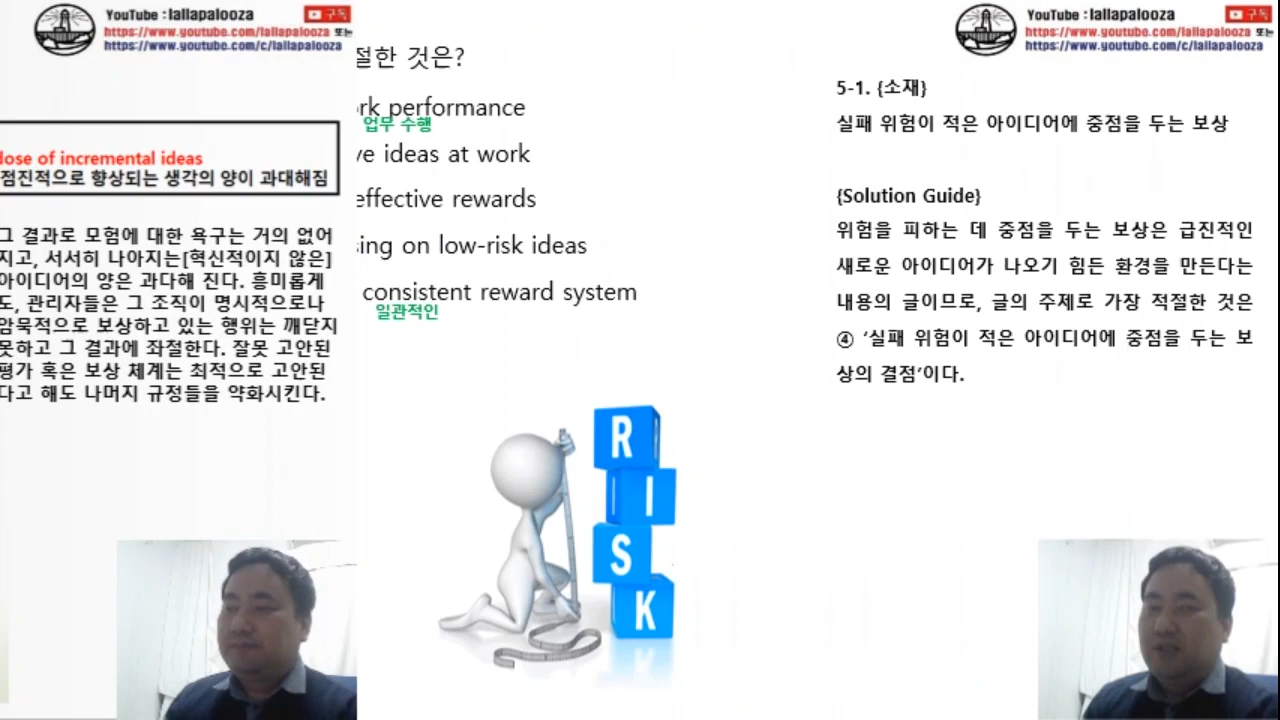 YouTube : lallapalooza
구독
https://www.youtube.com/lallapalooza 또는
https://www.youtube.com/c/lallapalooza
dose of incremental ideas
점진적으로 향상되는 생각의 양이 과대해짐
그 결과로 모험에 대한 욕구는 거의 없어
지고, 서서히 나아지는[혁신적이지 않은]
아이디어의 양은 과다해 진다. 흥미롭게
도, 관리자들은 그 조직이 명시적으로나
암묵적으로 보상하고 있는 행위는 깨닫지
못하고 그 결과에 좌절한다. 잘못 고안된
평가 혹은 보상 체계는 최적으로 고안된
다고 해도 나머지 규정들을 약화시킨다.
절한 것은?
rk performance
업무 수행
ve ideas at work
effective rewards
sing on low-risk ideas
consistent reward system
일관적인
R
I
S
K
YouTube : lallapalooza
구독
https://www.youtube.com/lallapalooza 또는
https://www.youtube.com/c/lallapalooza
5-1. {소재}
실패 위험이 적은 아이디어에 중점을 두는 보상
{Solution Guide}
위험을 피하는 데 중점을 두는 보상은 급진적인
새로운 아이디어가 나오기 힘든 환경을 만든다는
내용의 글이므로, 글의 주제로 가장 적절한 것은
④ ‘실패 위험이 적은 아이디어에 중점을 두는 보
상의 결점’이다.